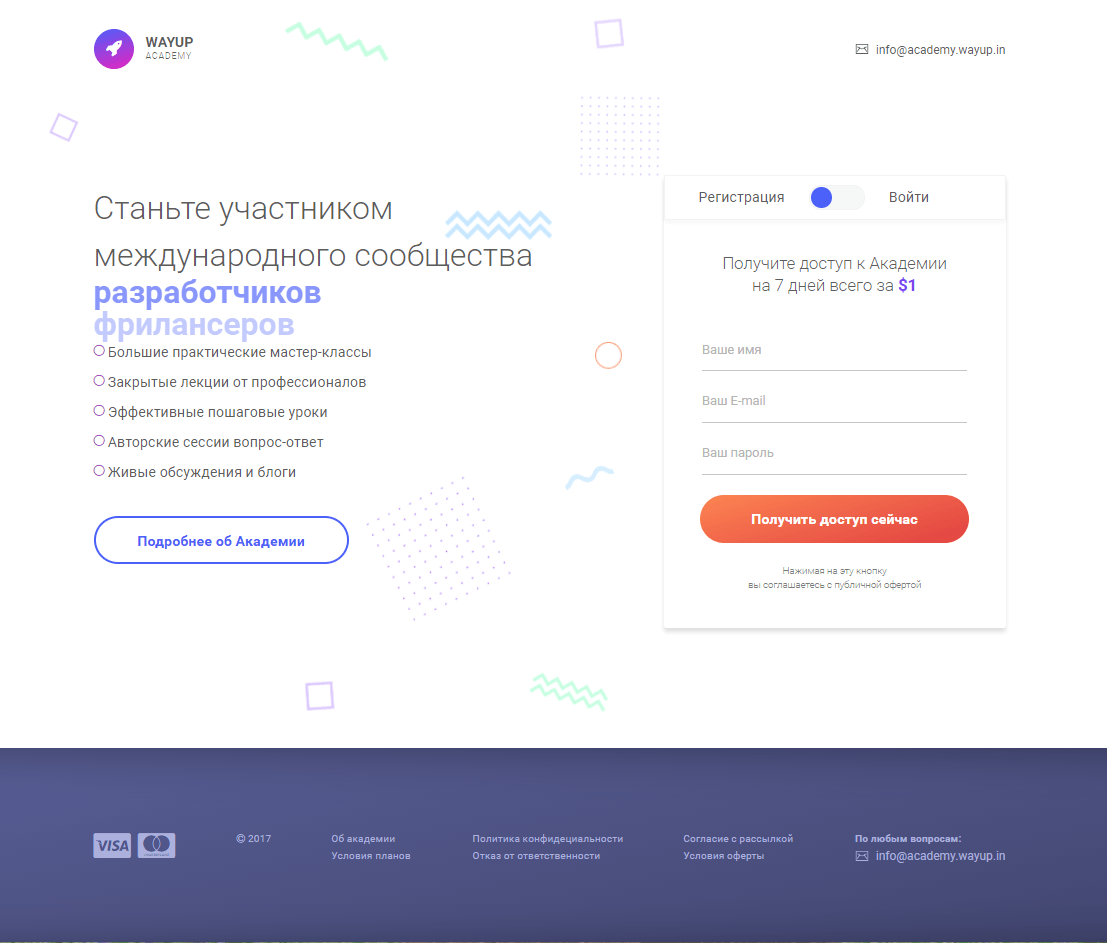 WAYUP
ACADEMY
info@academy.wayup.in
Станьте участником
международного сообщества
разработчиков
фрилансеров
Большие практические мастер-классы
Закрытые лекции от профессионалов
Эффективные пошаговые уроки
Авторские сессии вопрос-ответ
Живые обсуждения и блоги
Подробнее об Академии
Регистрация
Войти
Получите доступ к Академии
на 7 дней всего за $1
Ваше имя
Ваш E-mail
Ваш пароль
Получить доступ сейчас
Нажимая на эту кнопку
вы соглашаетесь с публичной офертой
VISA
© 2017
Об академии
Условия планов
Политика конфидециальности
Отказ от ответственности
Согласие с рассылкой
Условия оферты
По любым вопросам:
info@academy.wayup.in